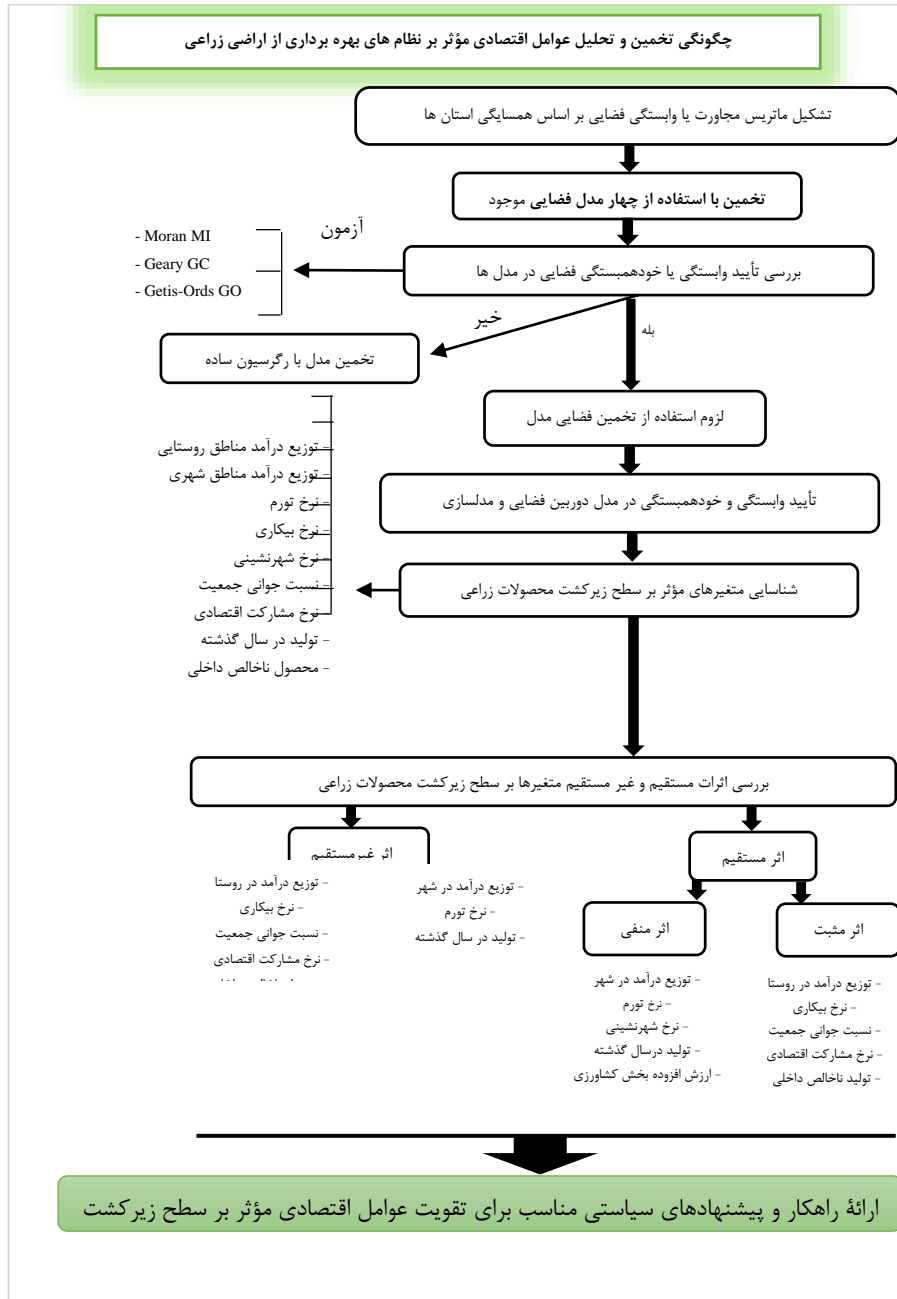 چگونگی تخمین و تحلیل عوامل اقتصادی مؤثر بر نظام های بهره برداری از اراضی زراعی
تشکیل ماتریس مجاورت یا وابستگی فضایی بر اساس همسایگی استان ها
تخمین با استفاده از چهار مدل فضایی موجود
آزمون
- Moran MI
- Geary GC
- Getis-Ords GO
بررسی تأیید وابستگی یا خودهمبستگی فضایی در مدل ها
خیر
بله
تخمین مدل با رگرسیون ساده
لزوم استفاده از تخمین فضایی مدل
تأیید وابستگی و خودهمبستگی در مدل دوربین فضایی و مدلسازی
شناسایی متغیرهای مؤثر بر سطح زیرکشت محصولات زراعی
- توزیع درآمد مناطق روستایی
- توزیع درآمد مناطق شهری
- نرخ تورم
- نرخ بیکاری
- نرخ شهرنشینی
- نسبت جوانی جمعیت
- نرخ مشارکت اقتصادی
- تولید در سال گذشته
- محصول ناخالص داخلی
بررسی اثرات مستقیم و غیر مستقیم متغیرها بر سطح زیرکشت محصولات زراعی
اثر مستقیم
اثر مثبت
- توزیع درآمد در روستا
- نرخ بیکاری
- نسبت جوانی جمعیت
- نرخ مشارکت اقتصادی
- تولید ناخالص داخلی
اثر منفی
- توزیع درآمد در شهر
- نرخ تورم
- نرخ شهرنشینی
- تولید درسال گذشته
- ارزش افزوده بخش کشاورزی
اثر غیرمستقیم
- توزیع درآمد در شهر
- نرخ تورم
- تولید در سال گذشته
- توزیع درآمد در روستا
- نرخ بیکاری
- نسبت جوانی جمعیت
- نرخ مشارکت اقتصادی
ارائهٔ راهکار و پیشنهادهای سیاستی مناسب برای تقویت عوامل اقتصادی مؤثر بر سطح زیرکشت